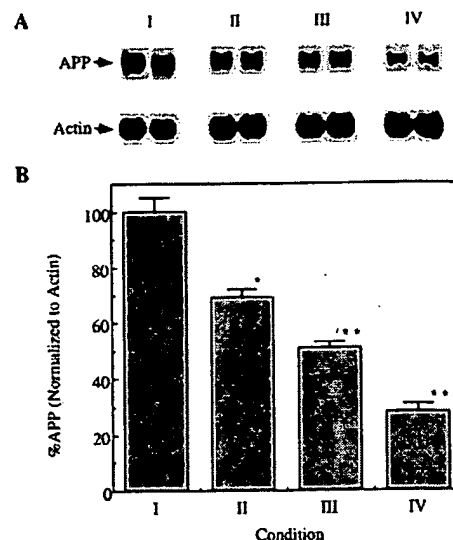 A
I II III IV
APP
Actin
B
%APP (Normalized to Actin)
100
80
60
40
20
0
*
**
**
I II III IV
Condition